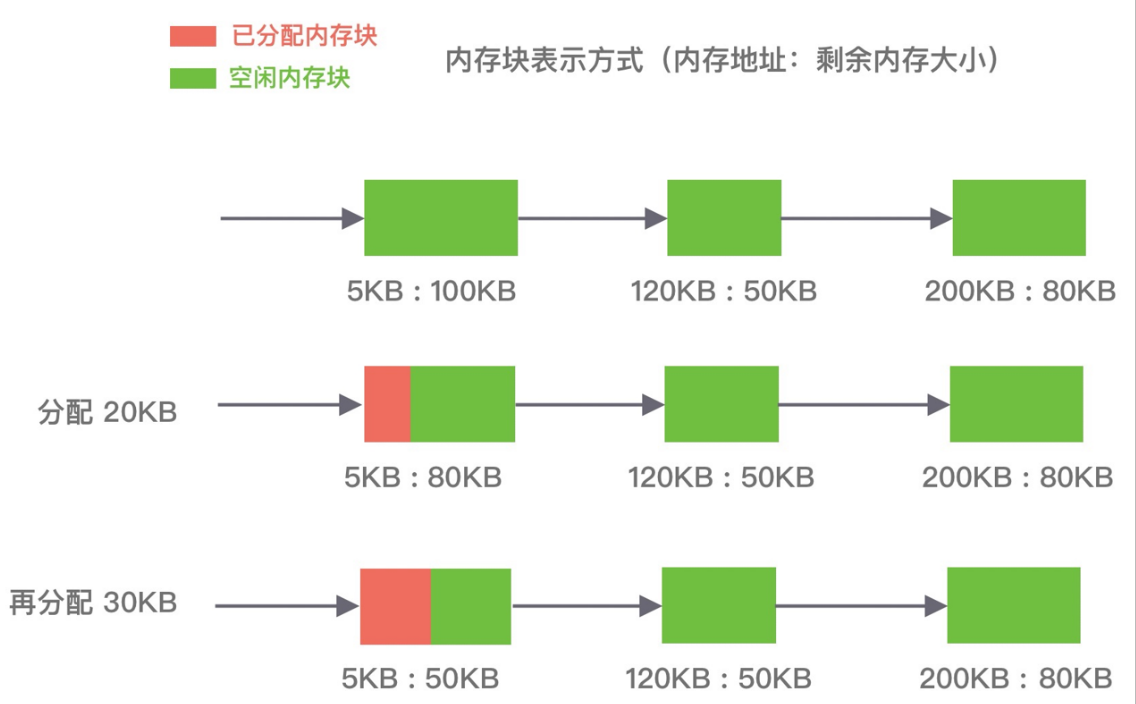 已分配内存块
空闲内存块
内存块表示方式（内存地址：剩余内存大小）
5KB : 100KB
120KB : 50KB
200KB : 80KB
分配 20KB
5KB : 80KB
120KB : 50KB
200KB : 80KB
再分配 30KB
5KB : 50KB
120KB : 50KB
200KB : 80KB